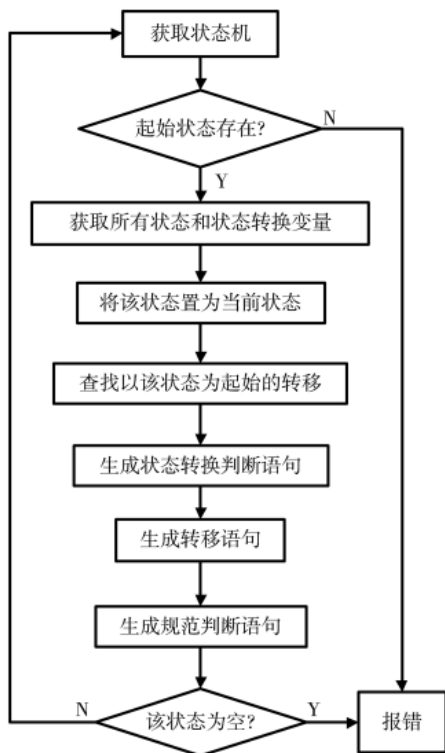 获取状态机
起始状态存在?
N
Y
获取所有状态和状态转换变量
将该状态置为当前状态
查找以该状态为起始的转移
生成状态转换判断语句
生成转移语句
生成规范判断语句
N
该状态为空?
Y
报错